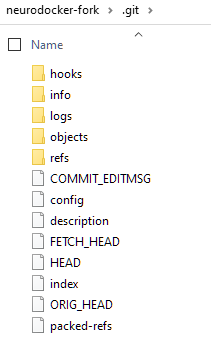 neurodocker-fork > .git >
Name
hooks
info
logs
objects
refs
COMMIT_EDITMSG
config
description
FETCH_HEAD
HEAD
index
ORIG_HEAD
packed-refs